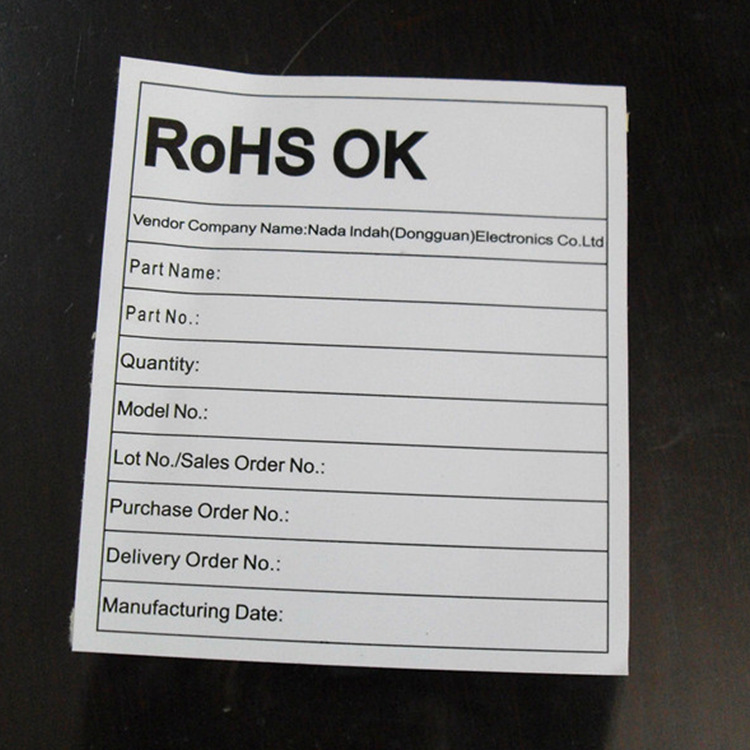 RoHS OK
Vendor Company Name:Nada Indah(Dongguan)Electronics Co.Ltd
Part Name:
Part No.:
Quantity:
Model No.:
Lot No./Sales Order No.:
Purchase Order No.:
Delivery Order No.:
Manufacturing Date: